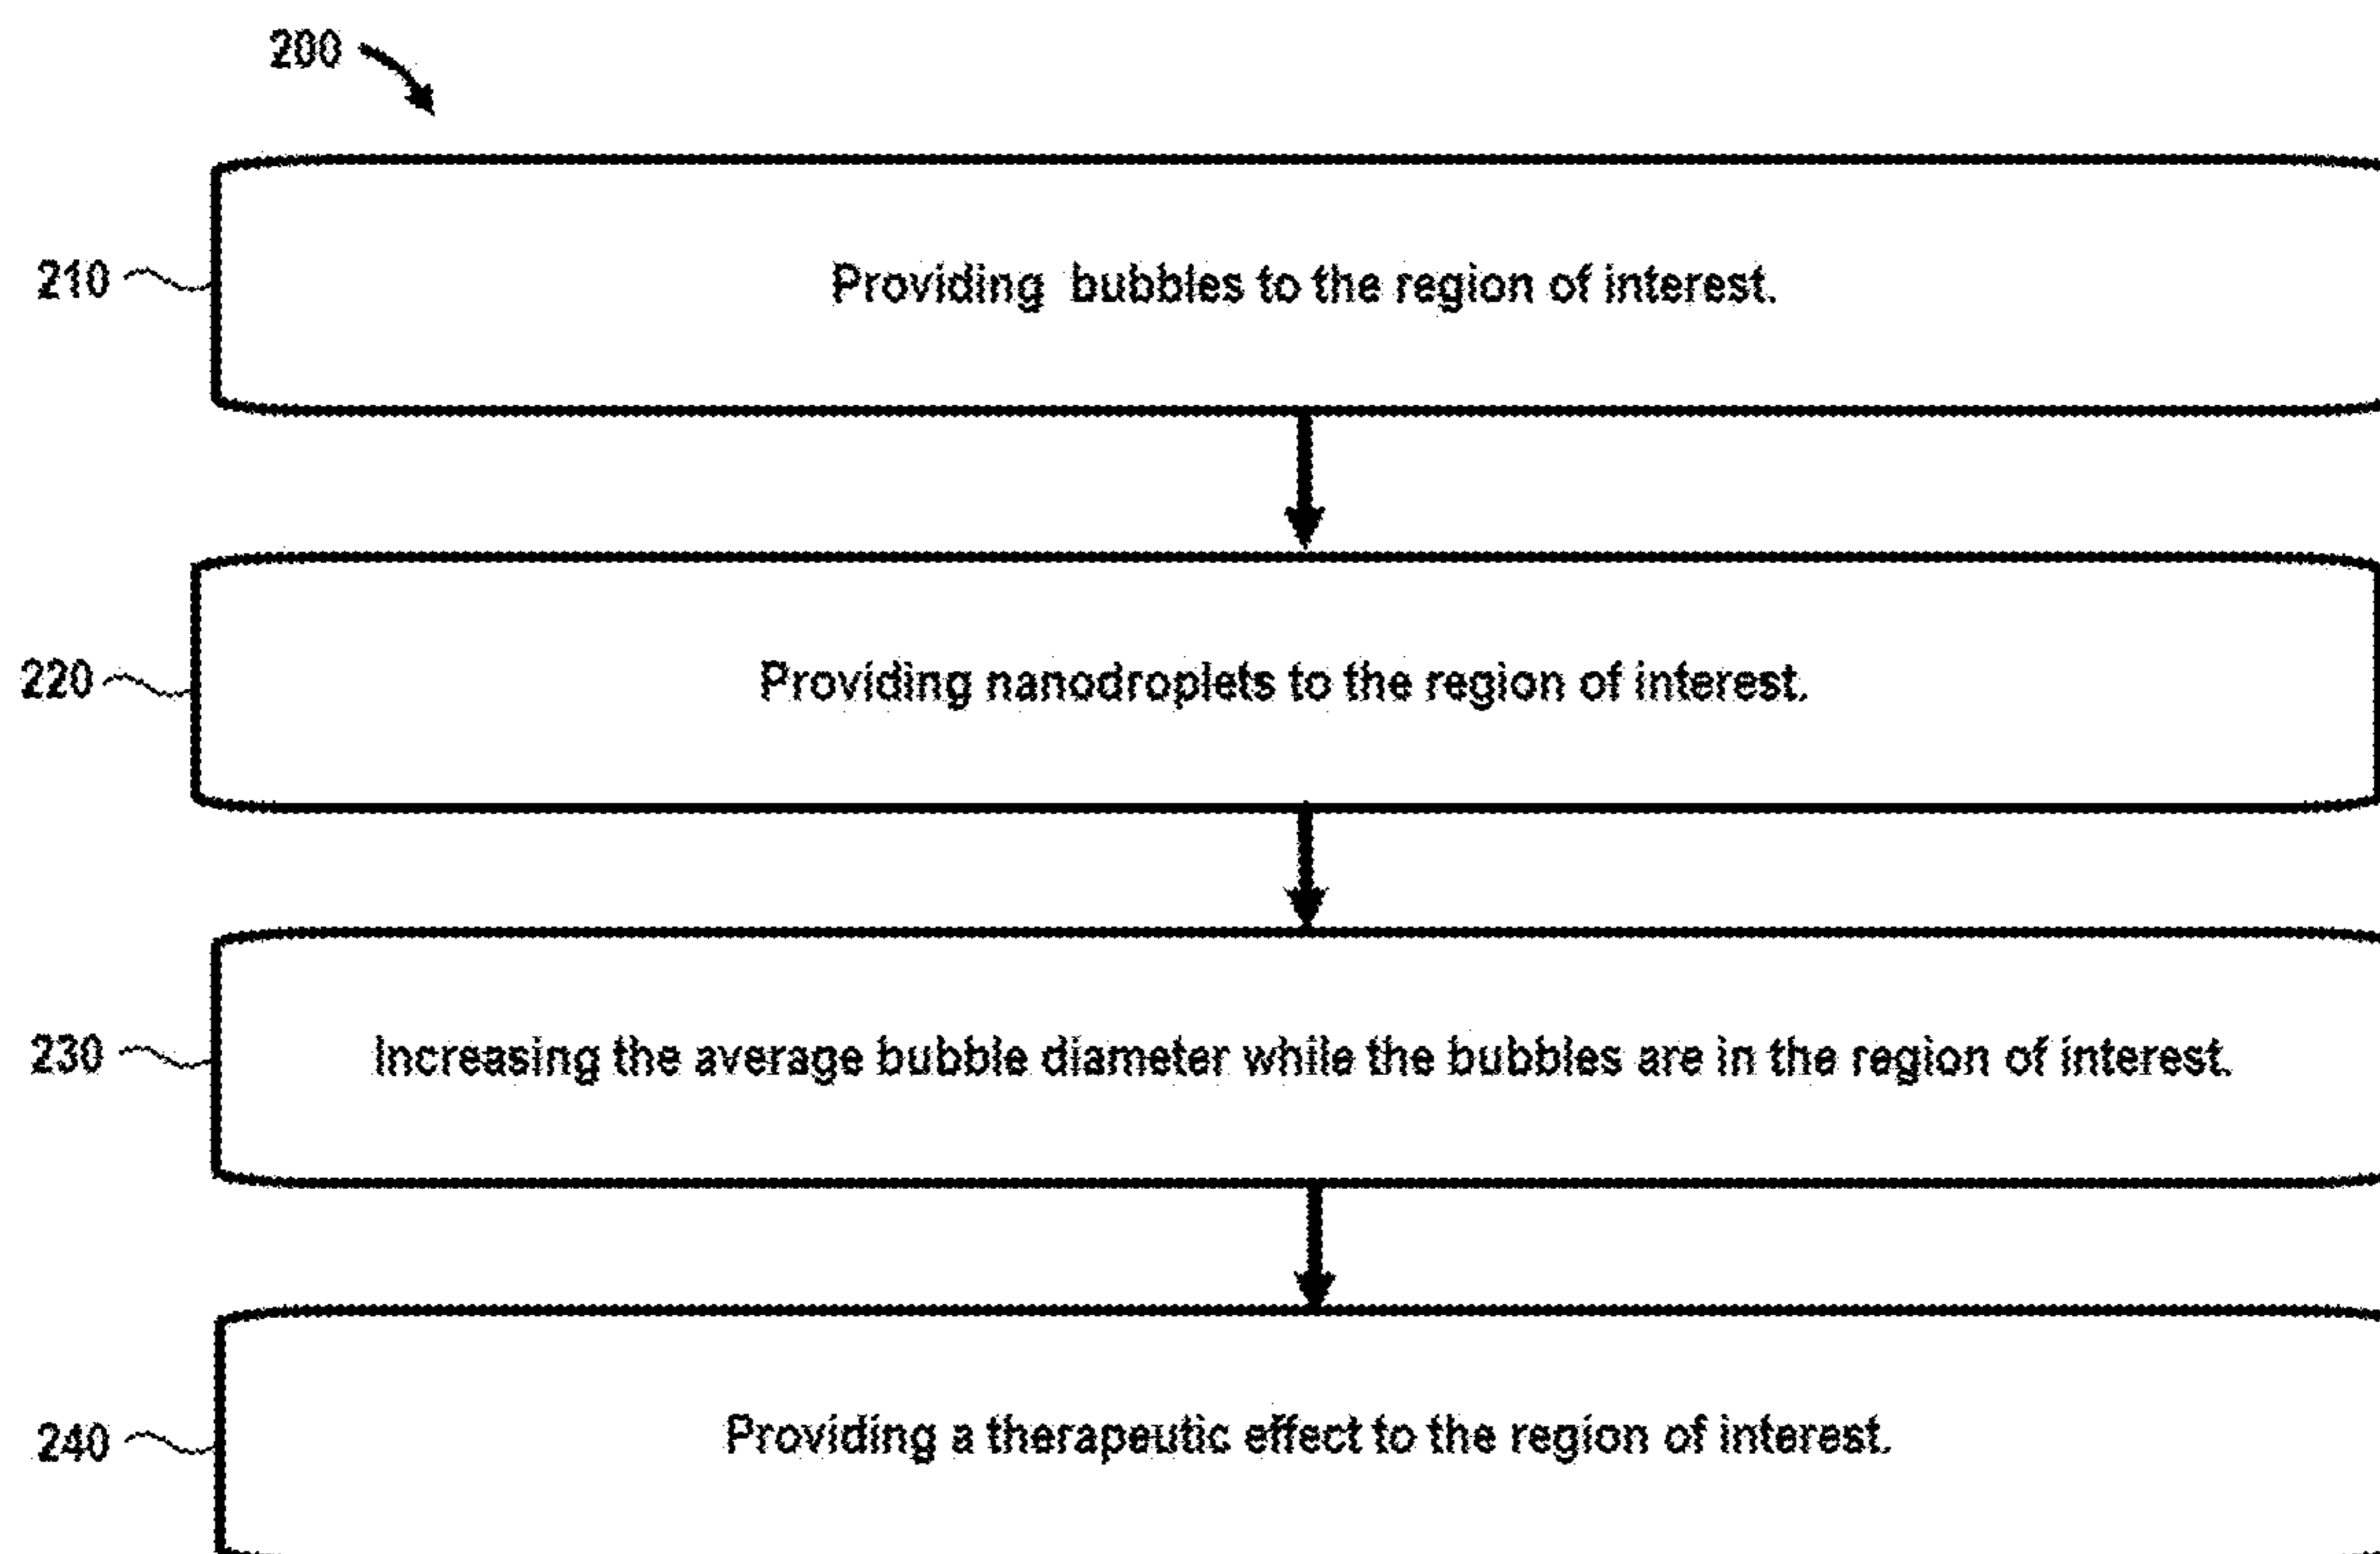 200
210
Providing bubbles to the region of interest.
220
Providing nanodroplets to the region of interest.
230
Increasing the average bubble diameter while the bubbles are in the region of interest.
240
Providing a therapeutic effect to the region of interest.